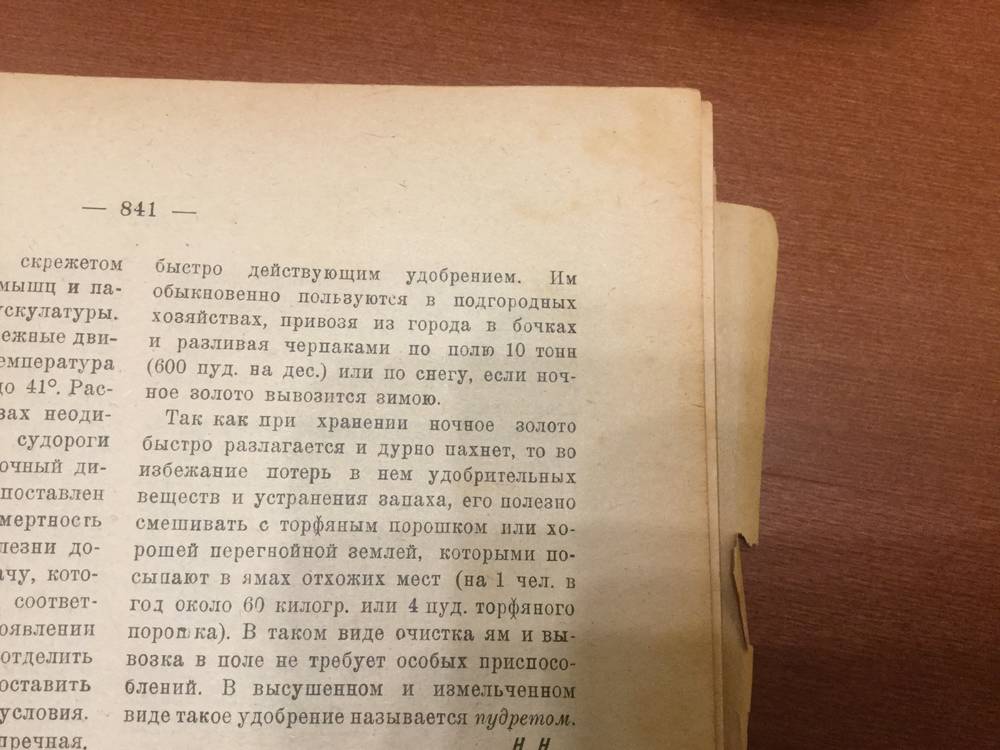 — 841 —
скрежетом
мышц и па-
ускулатуры.
ежные дви-
емпература
до 41°. Рас-
вах неоди-
судороги
очный ди-
поставлен
мертность
лезни до-
ачу, кото-
соответ-
оявлении
отделить
оставить
условия.
пречная.
быстро действующим удобрением. Им
обыкновенно пользуются в подгородных
хозяйствах, привозя из города в бочках
и разливая черпаками по полю 10 тонн
(600 пуд. на дес.) или по снегу, если ноч-
ное золото вывозится зимою.
Так как при хранении ночное золото
быстро разлагается и дурно пахнет, то во
избежание потерь в нем удобрительных
веществ и устранения запаха, его полезно
смешивать с торфяным порошком или хо-
рошей перегнойной землей, которыми по-
сыпают в ямах отхожих мест (на 1 чел. в
год около 60 килогр. или 4 пуд. торфяного
порошка). В таком виде очистка ям и вы-
возка в поле не требует особых приспосо-
блений. В высушенном и измельченном
виде такое удобрение называется пудретом.
Н Н